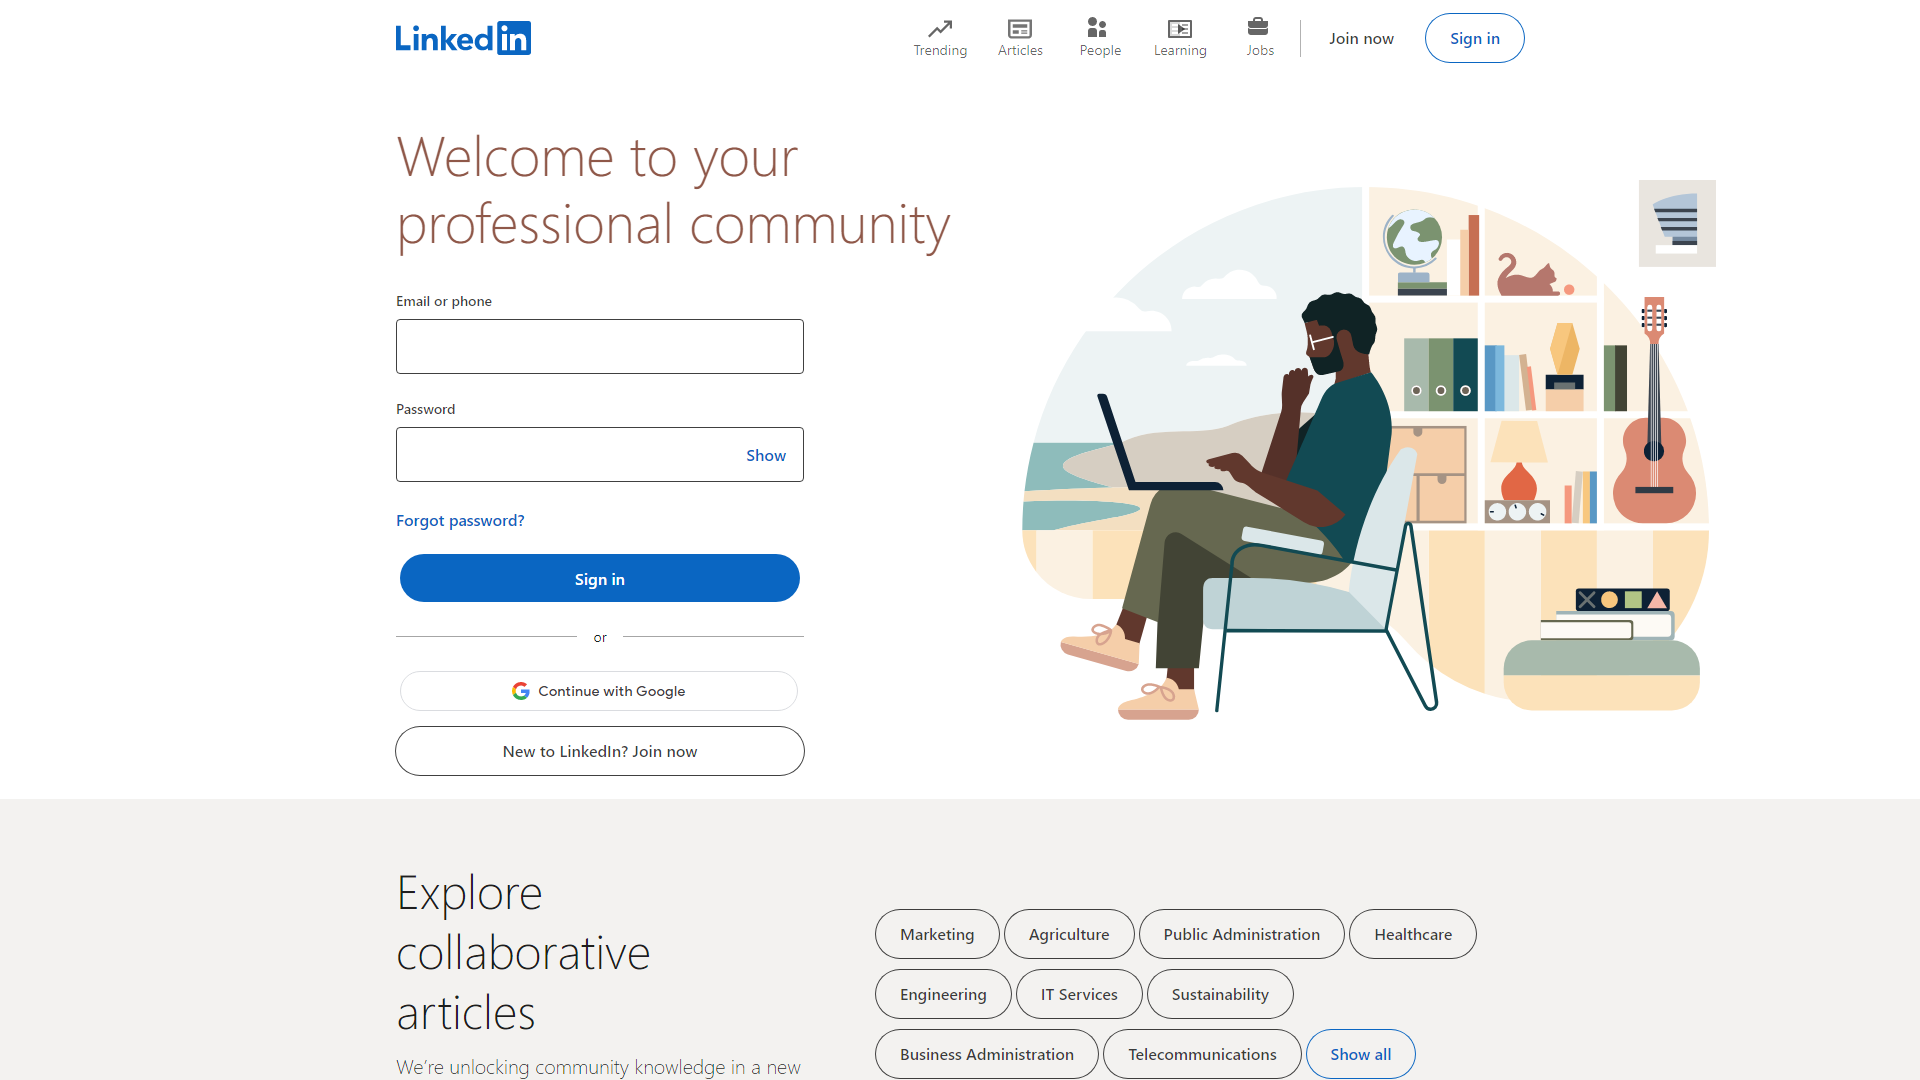 Linked in
Trending
Articles
People
Learning
Jobs
Join now
Sign in
Welcome to your
professional community
Email or phone
Password
Show
Forgot password?
Sign in
or
Continue with Google
New to LinkedIn? Join now
Explore
collaborative
articles
We're unlocking community knowledge in a new
Marketing
Agriculture
Public Administration
Healthcare
Engineering
IT Services
Sustainability
Business Administration
Telecommunications
Show all